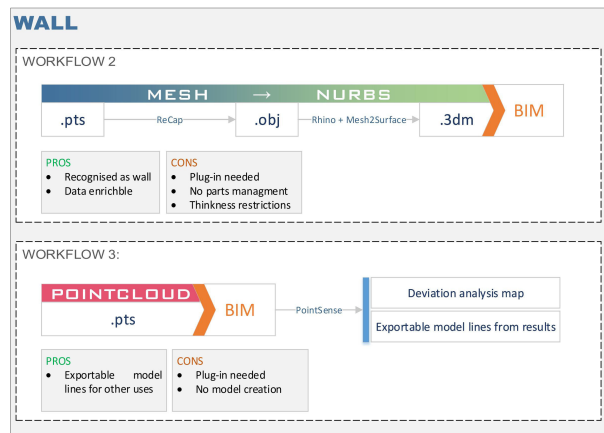 WALL
WORKFLOW 2
MESH → NURBS
BIM
.pts
ReCap
.obj
Rhino + Mesh2Surface
.3dm
PROS
• Recognised as wall
• Data enrichble
CONS
• Plug-in needed
• No parts managment
• Thinkness restrictions
WORKFLOW 3:
POINTCLOUD
.pts
BIM
PointSense
Deviation analysis map
Exportable model lines from results
PROS
• Exportable model
lines for other uses
CONS
• Plug-in needed
• No model creation